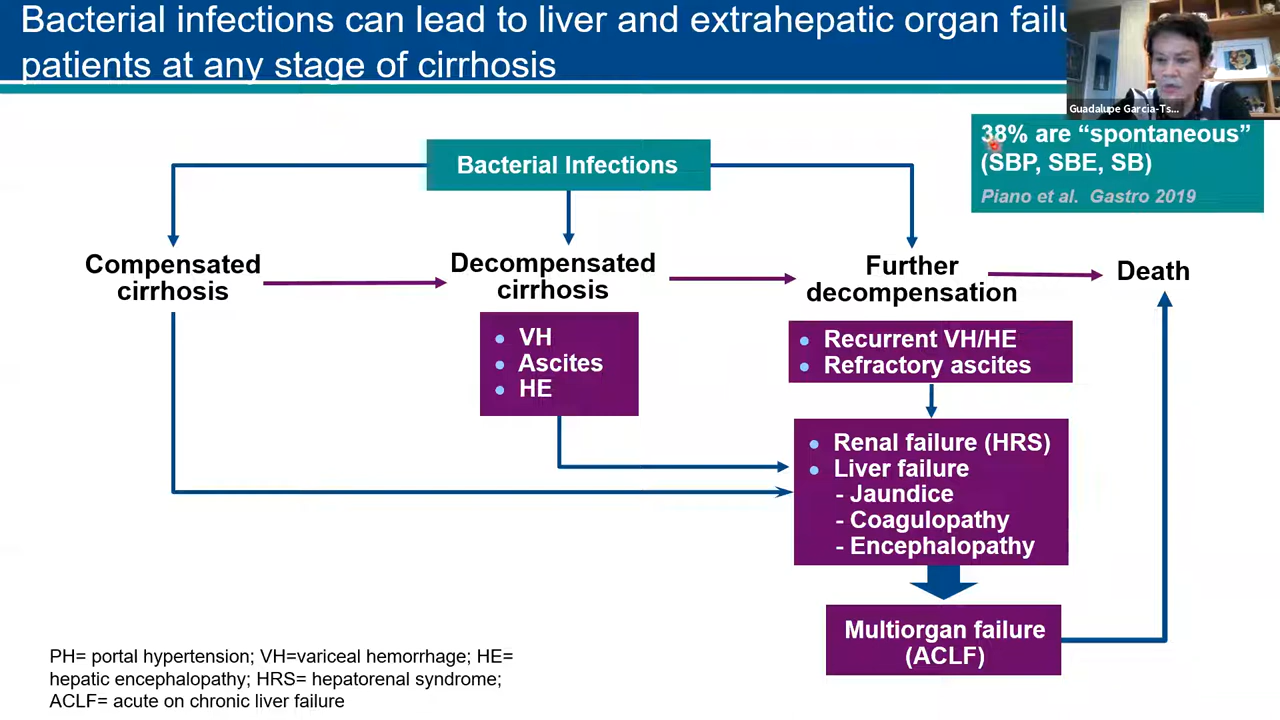 Bacterial infections can lead to liver and extrahepatic organ failu
patients at any stage of cirrhosis
Guadalupe Garcia-Ts...
38% are “spontaneous”
(SBP, SBE, SB)
Piano et al. Gastro 2019
Bacterial Infections
Compensated
cirrhosis
Decompensated
cirrhosis
Further
decompensation
Death
• VH
• Ascites
• HE
• Recurrent VH/HE
• Refractory ascites
• Renal failure (HRS)
• Liver failure
- Jaundice
- Coagulopathy
- Encephalopathy
Multiorgan failure
(ACLF)
PH= portal hypertension; VH=variceal hemorrhage; HE=
hepatic encephalopathy; HRS= hepatorenal syndrome;
ACLF= acute on chronic liver failure